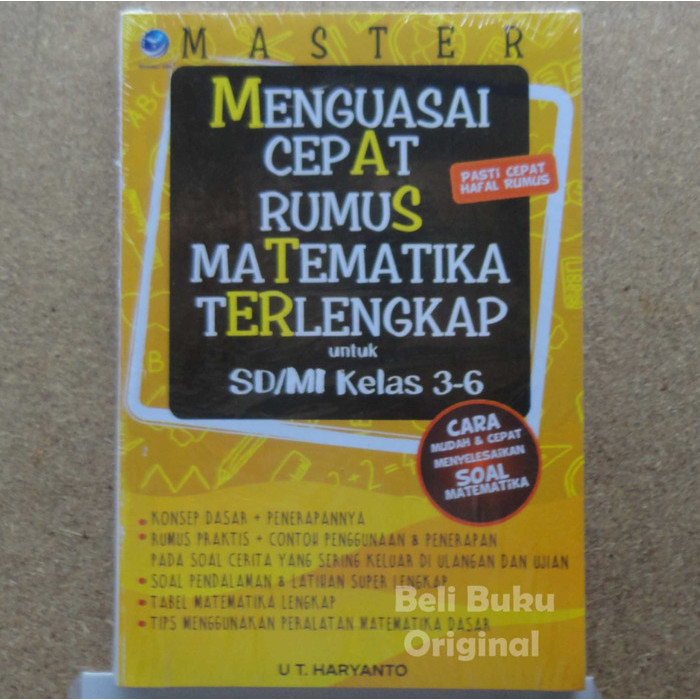 MASTER
MENGUASAI
CEPAT
RUMUS
MATEMATIKA
TERLENGKAP
untuk
SD/MI Kelas 3-6
PASTI CEPAT
HAFAL RUMUS
CARA
MUDAH & CEPAT
MENYELESAIKAN
SOAL
MATEMATIKA
• KONSEP DASAR + PENERAPANNYA
• RUMUS PRAKTIS + CONTOH PENGGUNAAN & PENERAPAN
PADA SOAL CERITA YANG SERING KELUAR DI ULANGAN DAN UJIAN
• SOAL PENDALAMAN & LATIHAN SUPER LENGKAP
• TABEL MATEMATIKA LENGKAP
• TIPS MENGGUNAKAN PERALATAN MATEMATIKA DASAR
Beli Buku
Original
U T. HARYANTO